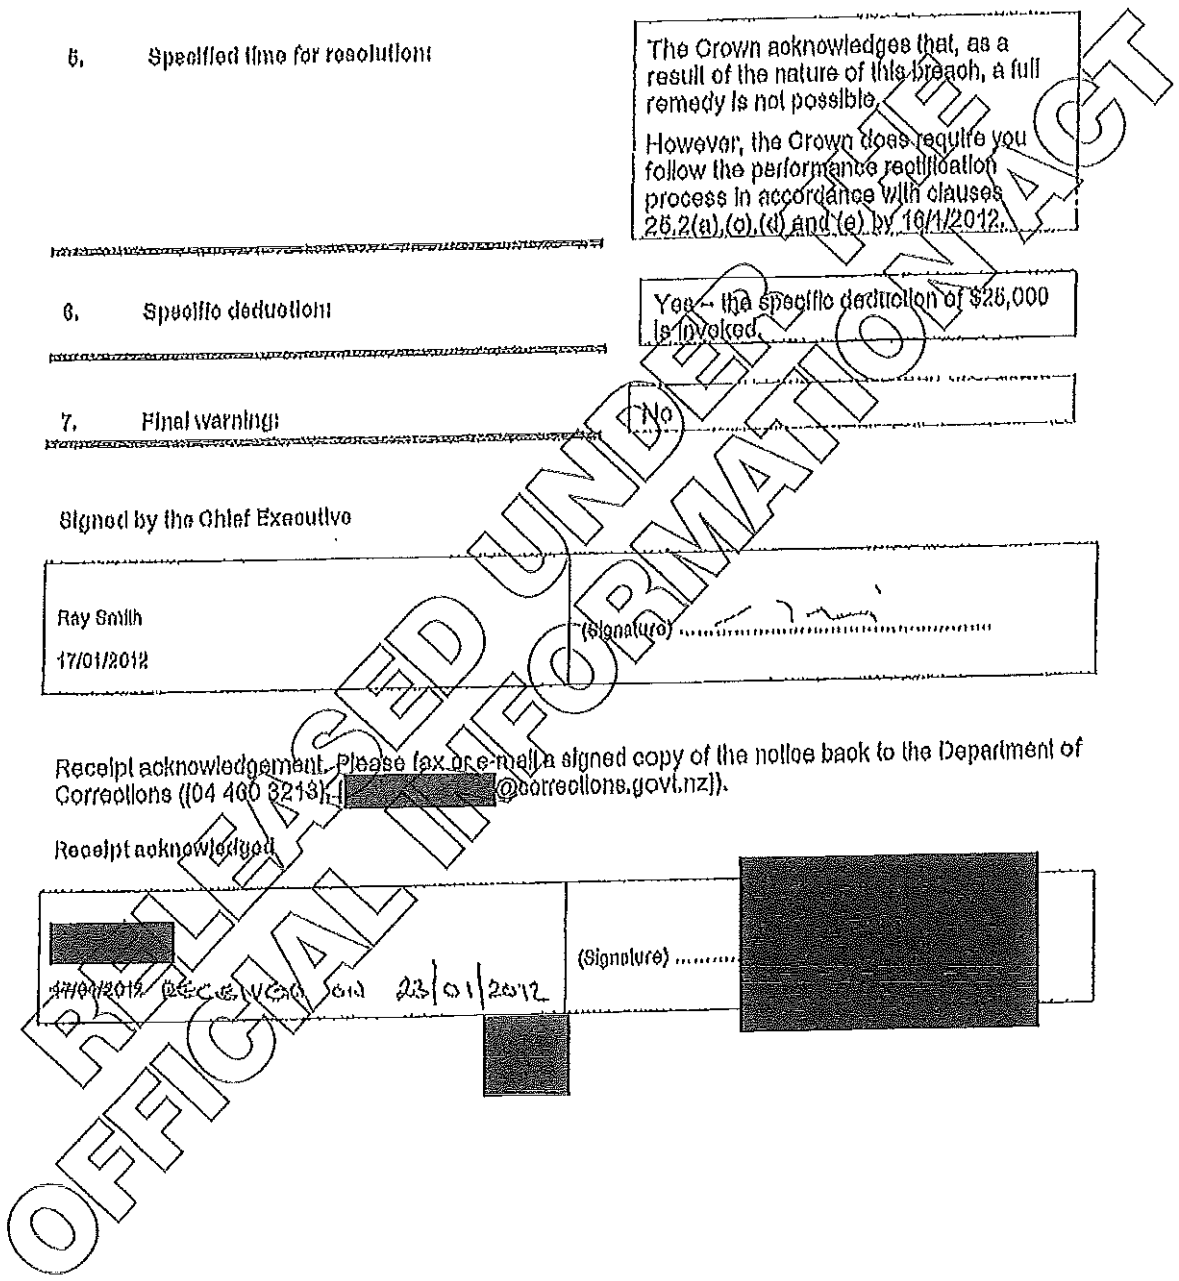 5. Specified time for resolution:
The Crown acknowledges that, as a
result of the nature of this breach, a full
remedy is not possible.
However, the Crown does require you
follow the performance rectification
process in accordance with clauses
25.2(a),(c),(d) and (e) by 16/1/2012.
6. Specific deduction:
Yes – the specific deduction of $25,000
is invoked.
7. Final warning:
No
Signed by the Chief Executive
Ray Smith
17/01/2012
(Signature)
Receipt acknowledgement. Please fax or e-mail a signed copy of the notice back to the Department of
Corrections ((04 460 3213), [ @corrections.govt.nz]).
Receipt acknowledged
17/01/2012 RECEIVED ON 23/01/2012
(Signature)
RELEASED UNDER THE
OFFICIAL INFORMATION ACT